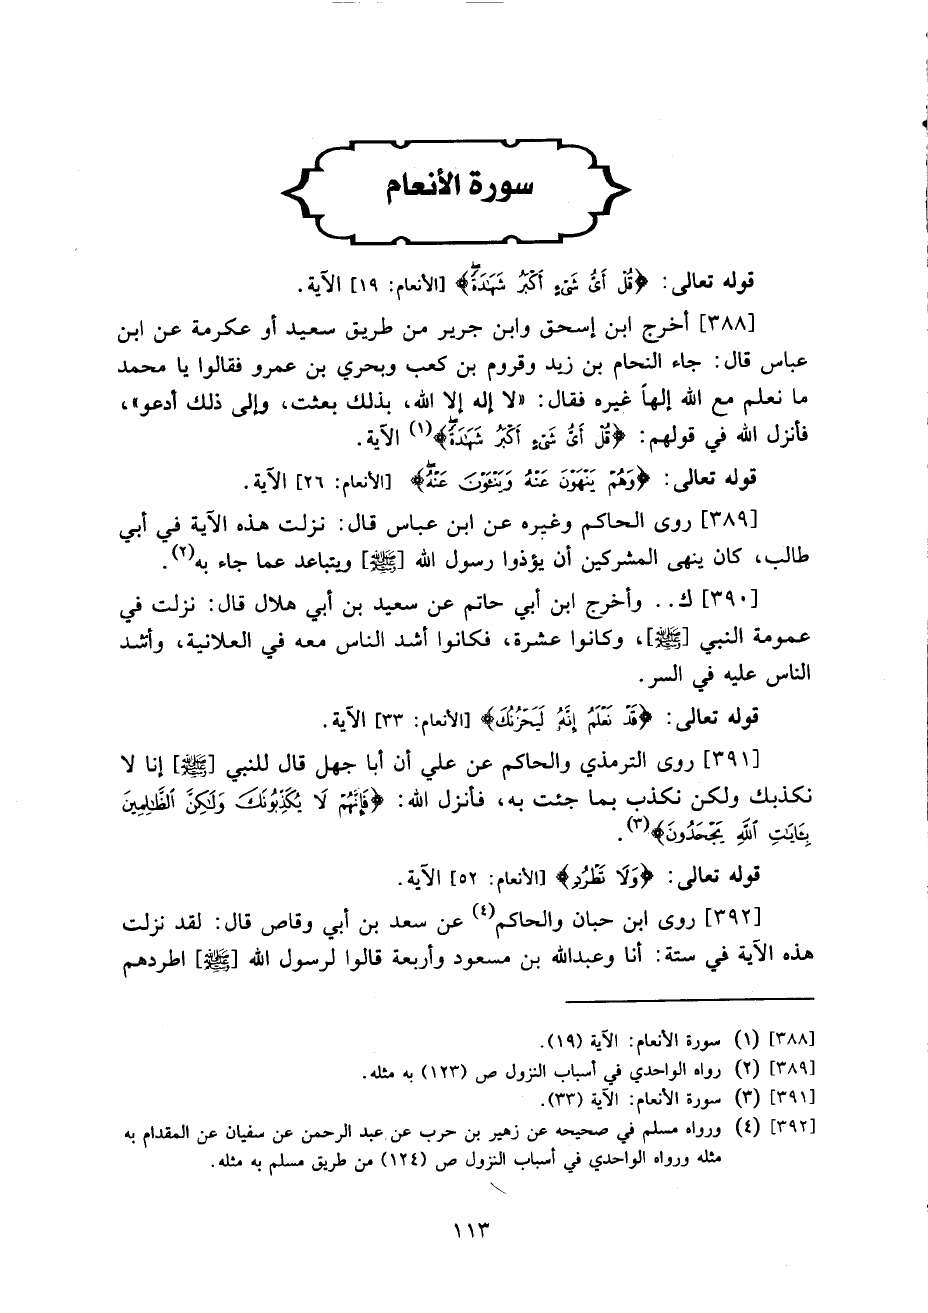 سورة الأنعام
قوله تعالى: ﴿قُلْ أَيُّ شَيْءٍ أَكْبَرُ شَهَٰدَةً ۖ﴾ [الأنعام: ١٩] الآية.
[٣٨٨] أخرج ابن إسحق وابن جرير من طريق سعيد أو عكرمة عن ابن
عباس قال: جاء النحام بن زيد وقروم بن كعب وبحري بن عمرو فقالوا يا محمد
ما نعلم مع الله إلهاً غيره فقال: «لا إله إلا الله، بذلك بعثت، وإلى ذلك أدعو»،
فأنزل الله في قولهم: ﴿قُلْ أَيُّ شَيْءٍ أَكْبَرُ شَهَٰدَةً ۖ﴾(١) الآية.
قوله تعالى: ﴿وَهُمْ يَنْهَوْنَ عَنْهُ وَيَنْـَٔوْنَ عَنْهُ ۖ﴾ [الأنعام: ٢٦] الآية.
[٣٨٩] روى الحاكم وغيره عن ابن عباس قال: نزلت هذه الآية في أبي
طالب، كان ينهى المشركين أن يؤذوا رسول الله [ﷺ] ويتباعد عما جاء به(٢).
[٣٩٠] ك.. وأخرج ابن أبي حاتم عن سعيد بن أبي هلال قال: نزلت في
عمومة النبي [ﷺ]، وكانوا عشرة، فكانوا أشد الناس معه في العلانية، وأشد
الناس عليه في السر.
قوله تعالى: ﴿قَدْ نَعْلَمُ إِنَّهُۥ لَيَحْزُنُكَ﴾ [الأنعام: ٣٣] الآية.
[٣٩١] روى الترمذي والحاكم عن علي أن أبا جهل قال للنبي [ﷺ] إنا لا
نكذبك ولكن نكذب بما جئت به، فأنزل الله: ﴿فَإِنَّهُمْ لَا يُكَذِّبُونَكَ وَلَٰكِنَّ ٱلظَّٰلِمِينَ
بِـَٔايَٰتِ ٱللَّهِ يَجْحَدُونَ﴾(٣).
قوله تعالى: ﴿وَلَا تَطْرُدِ﴾ [الأنعام: ٥٢] الآية.
[٣٩٢] روى ابن حبان والحاكم(٤) عن سعد بن أبي وقاص قال: لقد نزلت
هذه الآية في ستة: أنا وعبدالله بن مسعود وأربعة قالوا لرسول الله [ﷺ] اطردهم
[٣٨٨] (١) سورة الأنعام: الآية (١٩).
[٣٨٩] (٢) رواه الواحدي في أسباب النزول ص (١٢٣) به مثله.
[٣٩١] (٣) سورة الأنعام: الآية (٣٣).
[٣٩٢] (٤) ورواه مسلم في صحيحه عن زهير بن حرب عن عبد الرحمن عن سفيان عن المقدام به
مثله ورواه الواحدي في أسباب النزول ص (١٢٤) من طريق مسلم به مثله.
١١٣